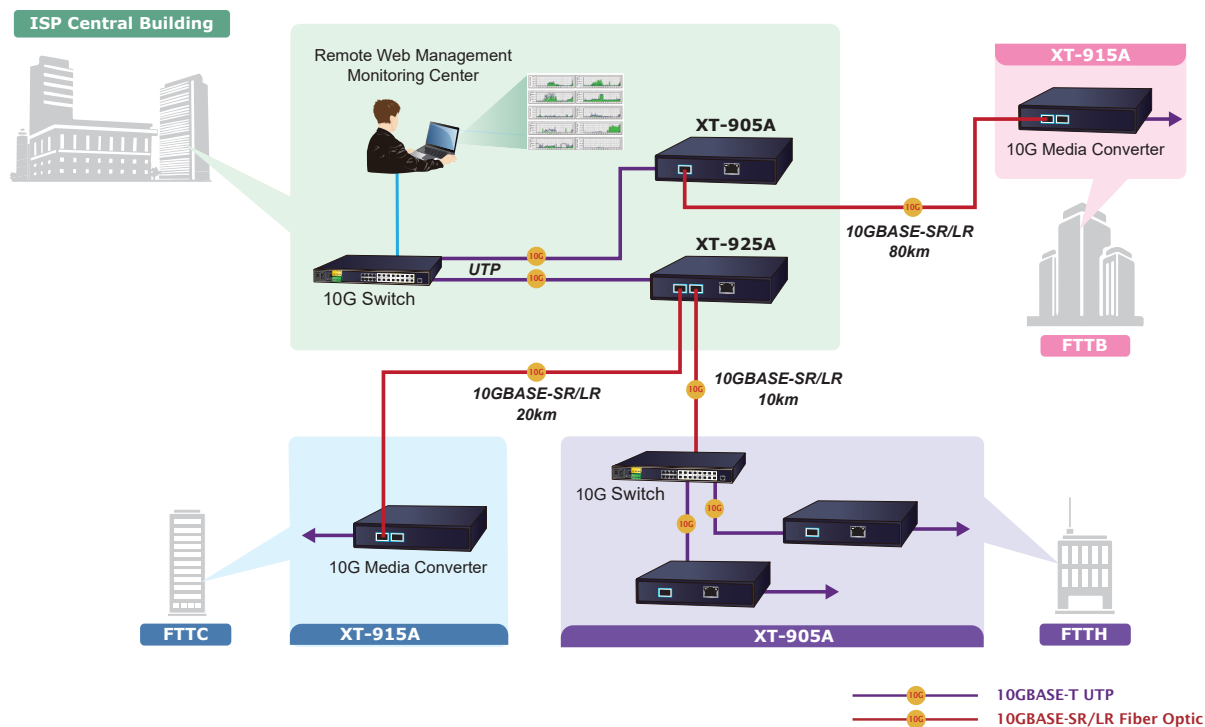 ISP Central Building
Remote Web Management
Monitoring Center
XT-905A
XT-915A
10G Media Converter
10G
10GBASE-SR/LR
80km
FTTB
XT-925A
10G
UTP
10G
10G Switch
10G
10GBASE-SR/LR
20km
10G
10GBASE-SR/LR
10km
10G Switch
10G
10G
10G Media Converter
FTTC
XT-915A
XT-905A
FTTH
10G
10GBASE-T UTP
10G
10GBASE-SR/LR Fiber Optic